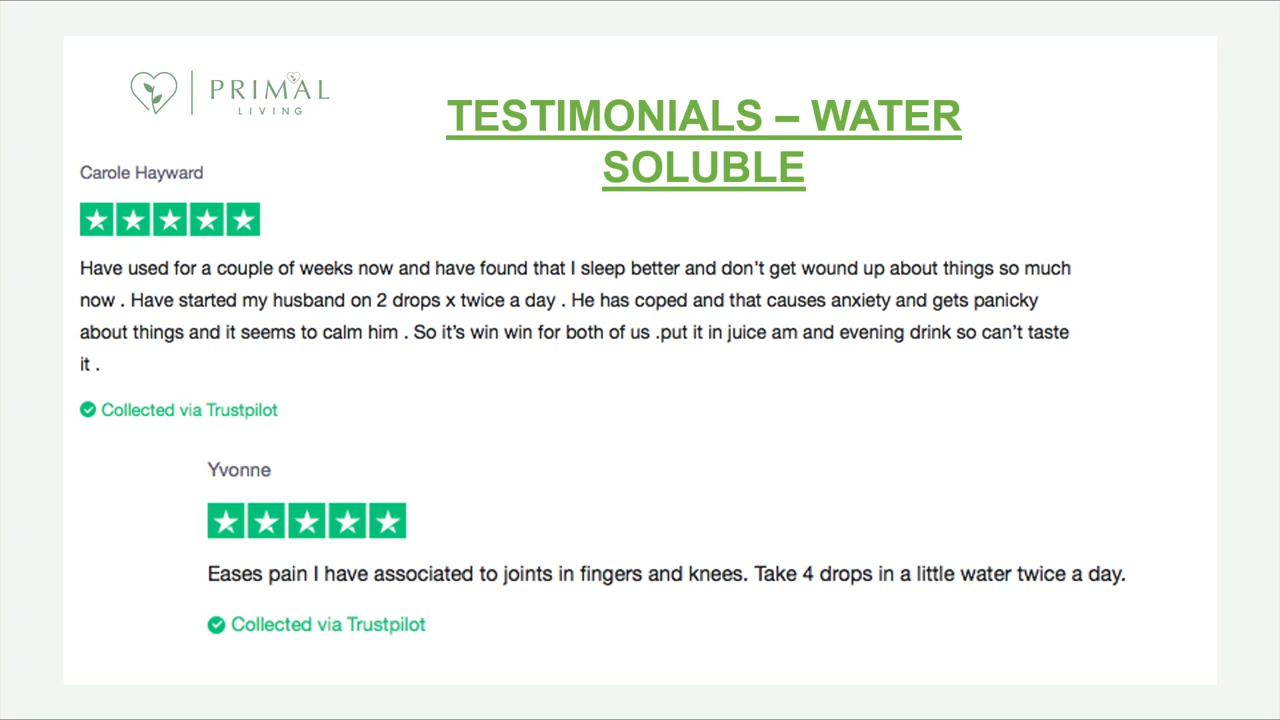 PRIMAL
LIVING
TESTIMONIALS – WATER
SOLUBLE
Carole Hayward
Have used for a couple of weeks now and have found that I sleep better and don't get wound up about things so much
now . Have started my husband on 2 drops x twice a day . He has coped and that causes anxiety and gets panicky
about things and it seems to calm him . So it's win win for both of us .put it in juice am and evening drink so can't taste
it .
Collected via Trustpilot
Yvonne
Eases pain I have associated to joints in fingers and knees. Take 4 drops in a little water twice a day.
Collected via Trustpilot